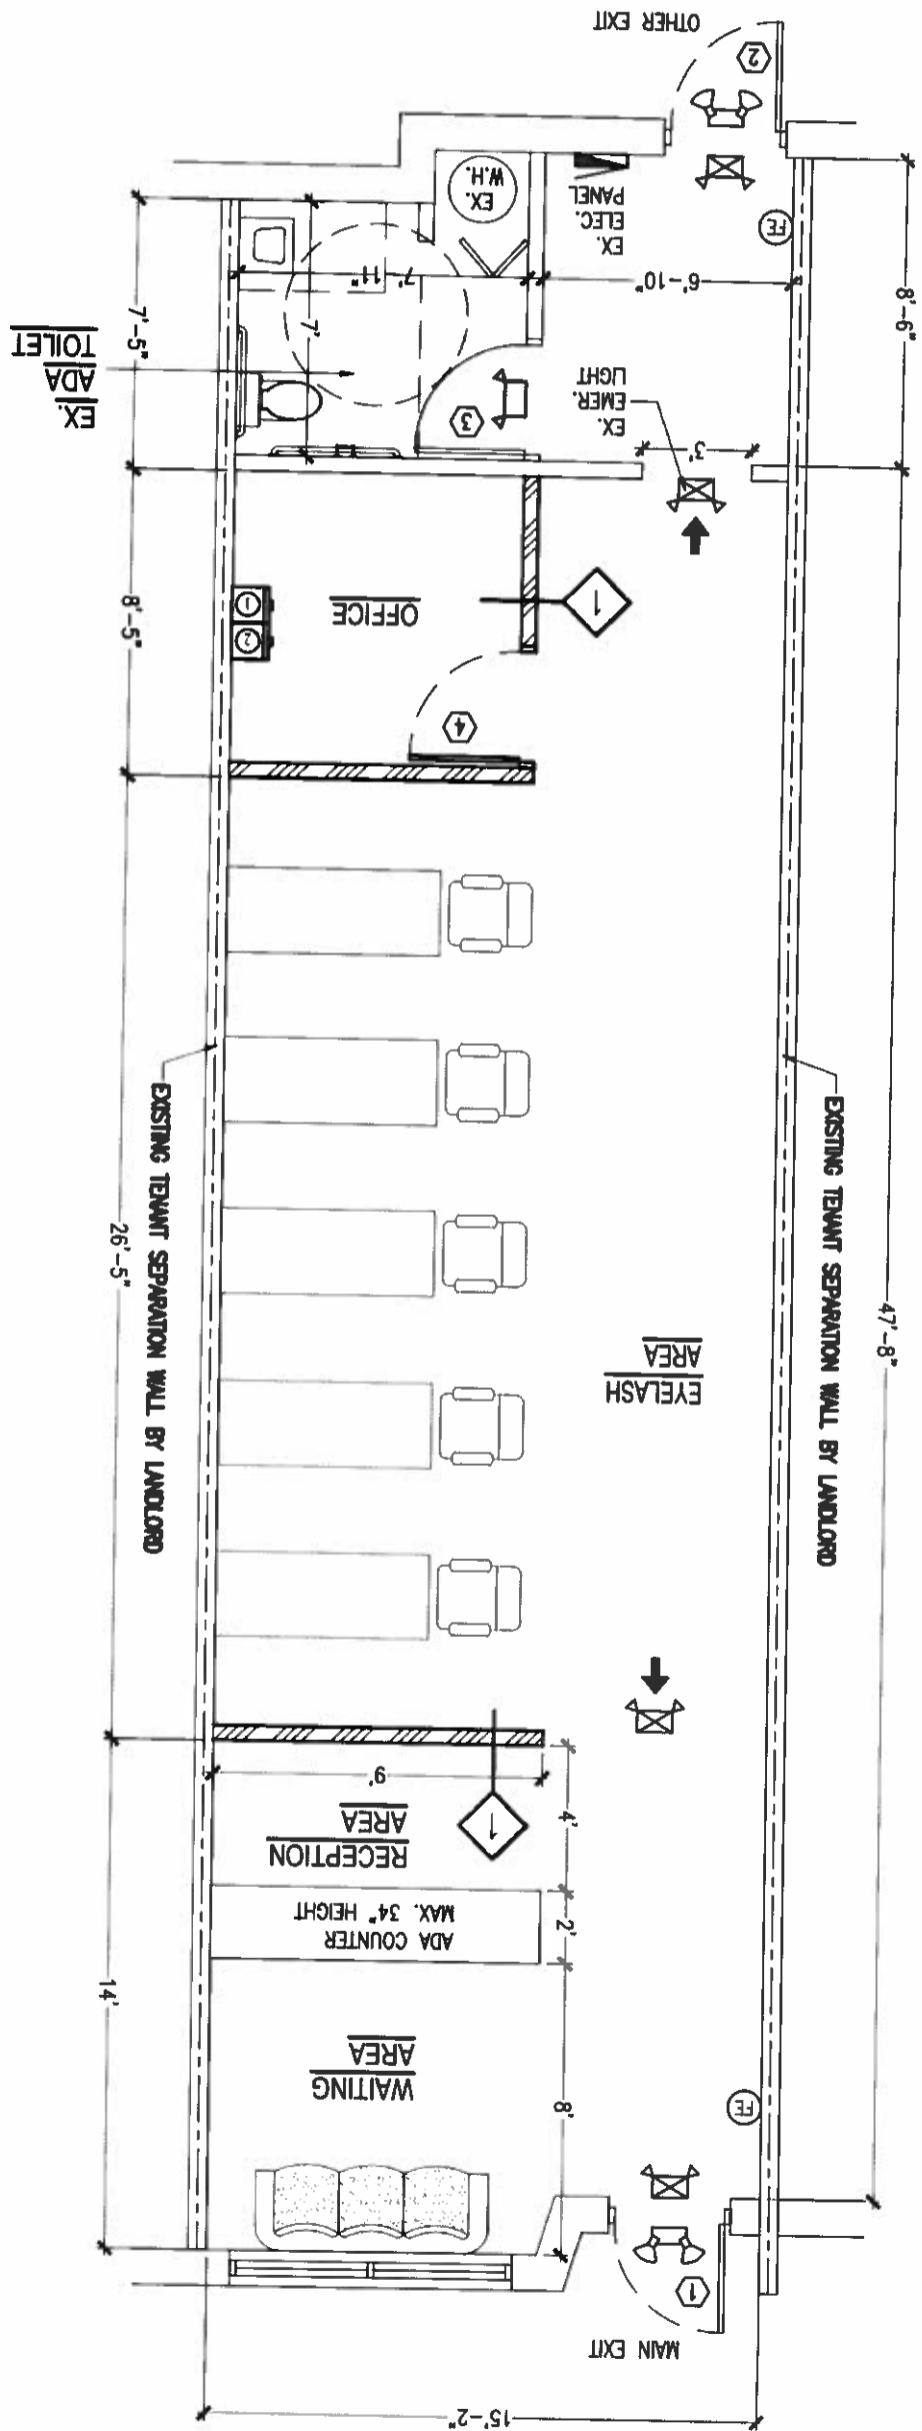 15'-2"
MAIN EXIT
1
FE
8'
WAITING
AREA
14'
ADA COUNTER
MAX. 34" HEIGHT
2'
RECEPTION
AREA
4'
1
9'
47'-8"
EXISTING TENANT SEPARATION WALL BY LANDLORD
EYELASH
AREA
26'-5"
EXISTING TENANT SEPARATION WALL BY LANDLORD
4
OFFICE
1
2
1
8'-5"
3'
EX.
EMER.
LIGHT
3
EX.
ADA
TOILET
7'
7'-5"
8'-6"
6'-10"
7' 11"
FE
EX.
ELEC.
PANEL
EX.
W.H.
2
OTHER EXIT